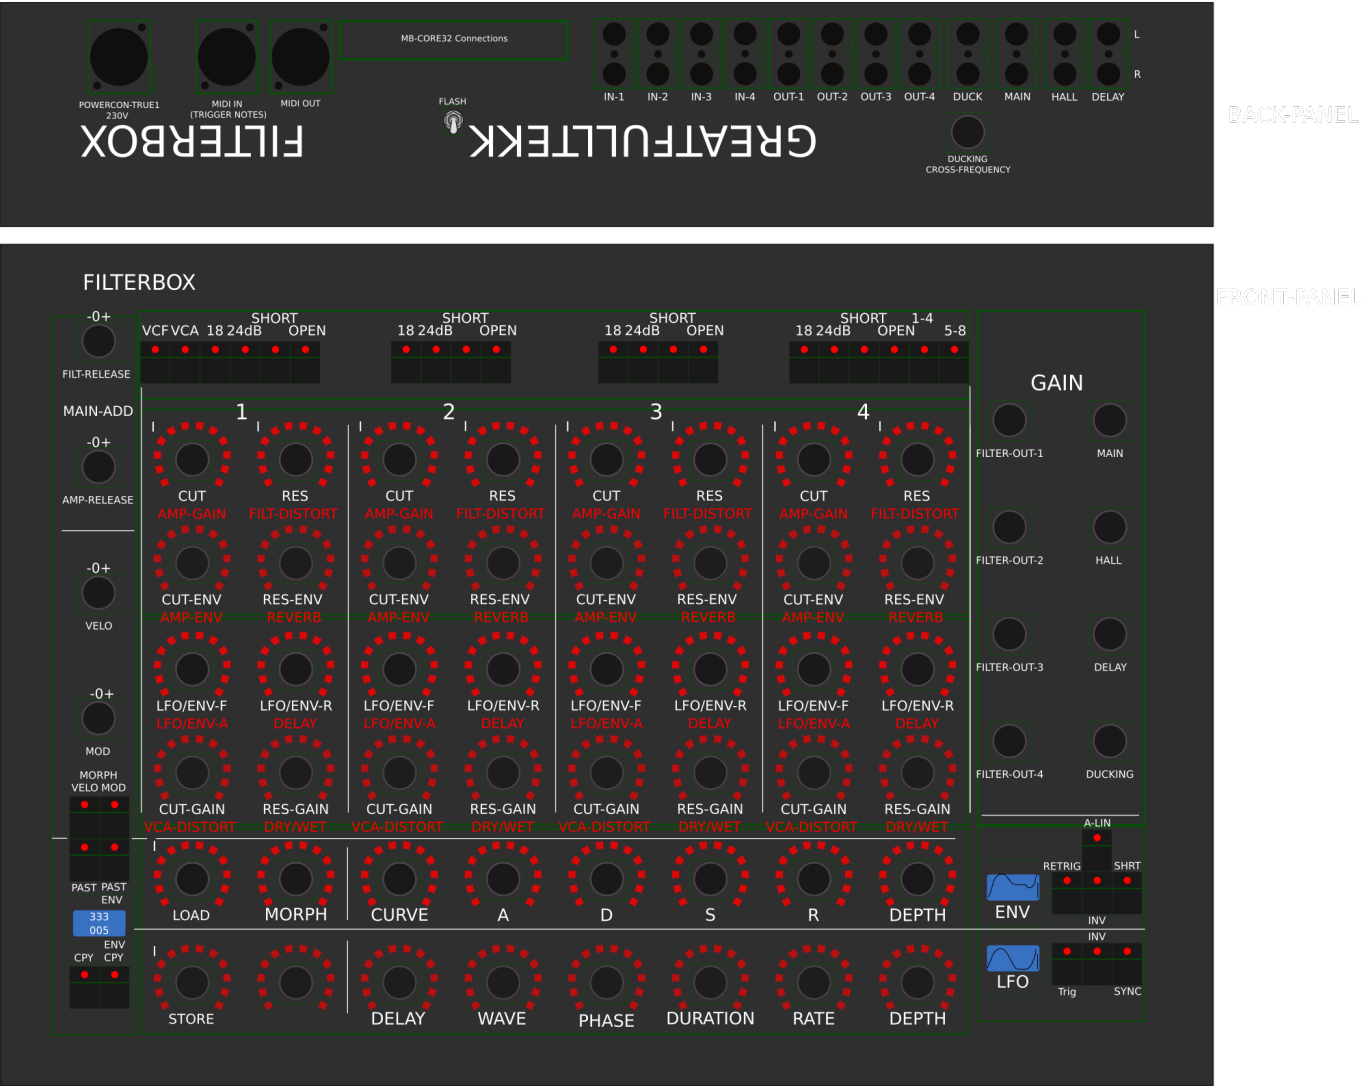 MB-CORE32 Connections
L
R
POWERCON-TRUE1
230V
MIDI IN
(TRIGGER NOTES)
MIDI OUT
FLASH
IN-1 IN-2 IN-3 IN-4 OUT-1 OUT-2 OUT-3 OUT-4 DUCK MAIN HALL DELAY
BACK-PANEL
FILTERBOX
GREATFULLTEKK
DUCKING
CROSS-FREQUENCY
FILTERBOX
FRONT-PANEL
-0+
FILT-RELEASE
MAIN-ADD
-0+
AMP-RELEASE
-0+
VELO
-0+
MOD
MORPH
VELO MOD
PAST PAST
ENV
333
005
ENV
CPY CPY
SHORT SHORT SHORT SHORT 1-4
VCF VCA 18 24dB OPEN 18 24dB OPEN 18 24dB OPEN 18 24dB OPEN 5-8
1 2 3 4
CUT RES CUT RES CUT RES CUT RES
AMP-GAIN FILT-DISTORT AMP-GAIN FILT-DISTORT AMP-GAIN FILT-DISTORT AMP-GAIN FILT-DISTORT
CUT-ENV RES-ENV CUT-ENV RES-ENV CUT-ENV RES-ENV CUT-ENV RES-ENV
AMP-ENV REVERB AMP-ENV REVERB AMP-ENV REVERB AMP-ENV REVERB
LFO/ENV-F LFO/ENV-R LFO/ENV-F LFO/ENV-R LFO/ENV-F LFO/ENV-R LFO/ENV-F LFO/ENV-R
LFO/ENV-A DELAY LFO/ENV-A DELAY LFO/ENV-A DELAY LFO/ENV-A DELAY
CUT-GAIN RES-GAIN CUT-GAIN RES-GAIN CUT-GAIN RES-GAIN CUT-GAIN RES-GAIN
VCA-DISTORT DRY/WET VCA-DISTORT DRY/WET VCA-DISTORT DRY/WET VCA-DISTORT DRY/WET
LOAD MORPH CURVE A D S R DEPTH
STORE DELAY WAVE PHASE DURATION RATE DEPTH
GAIN
FILTER-OUT-1 MAIN
FILTER-OUT-2 HALL
FILTER-OUT-3 DELAY
FILTER-OUT-4 DUCKING
A-LIN
RETRIG SHRT
ENV
INV
INV
LFO
Trig SYNC